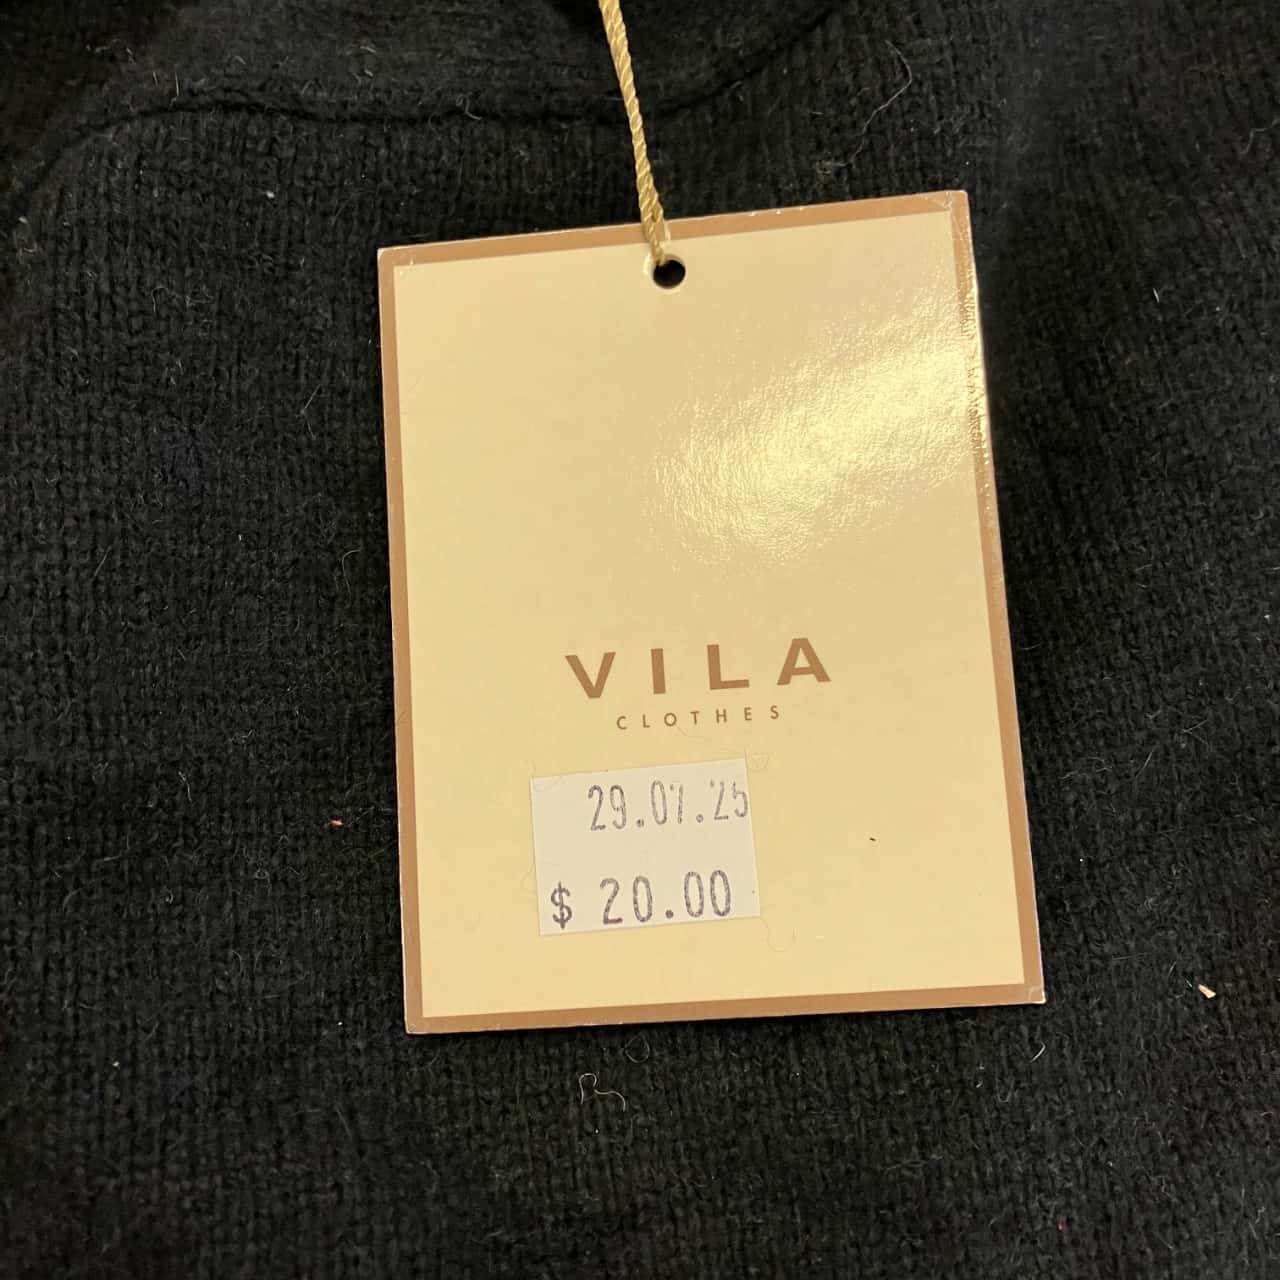 VILA
CLOTHES
29.07.25
$ 20.00